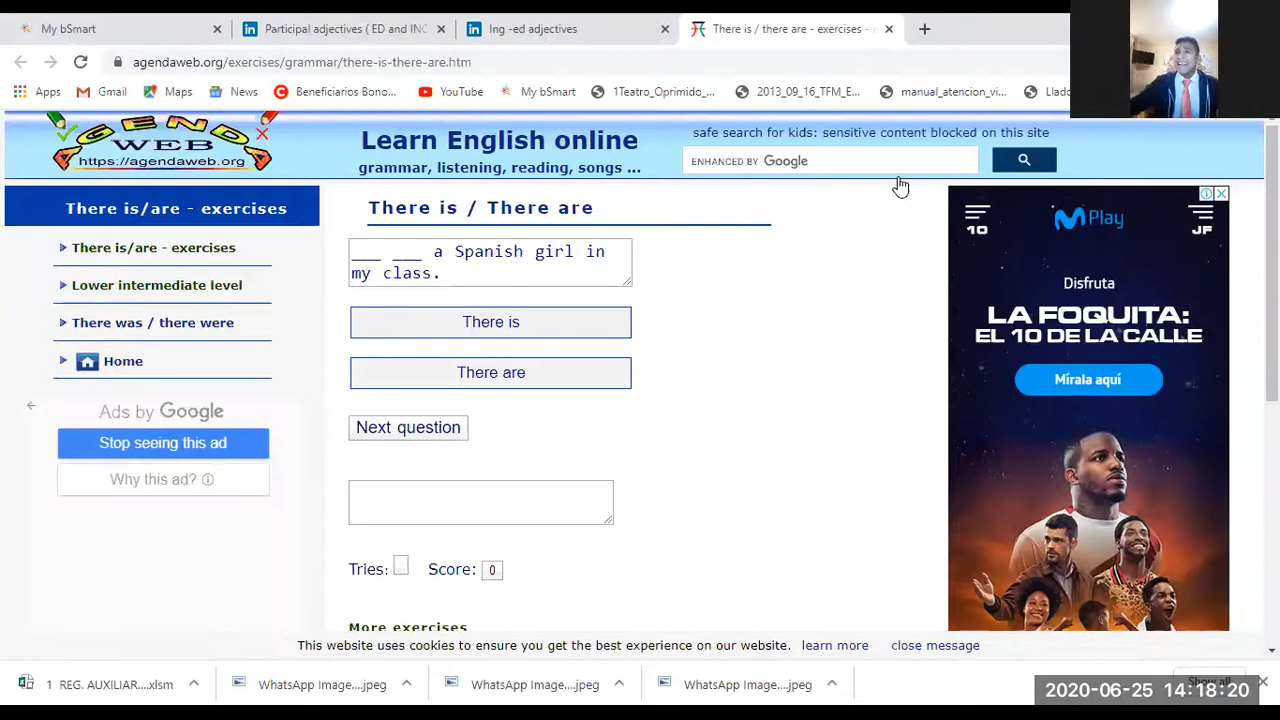 My bSmart
Participal adjectives ( ED and INC
Ing -ed adjectives
There is / there are - exercises -
agendaweb.org/exercises/grammar/there-is-there-are.htm
Apps
Gmail
Maps
News
Beneficiarios Bono...
YouTube
My bSmart
1Teatro_Oprimido_...
2013_09_16_TFM_E...
manual_atencion_vi...
Llado
AGENDA
WEB
https://agendaweb.org
Learn English online
grammar, listening, reading, songs ...
safe search for kids: sensitive content blocked on this site
ENHANCED BY Google
There is/are - exercises
There is/are - exercises
Lower intermediate level
There was / there were
Home
Ads by Google
Stop seeing this ad
Why this ad?
There is / There are
___ ___ a Spanish girl in
my class.
There is
There are
Next question
Tries:
Score: 0
More exercises
10
Play
JF
Disfruta
LA FOQUITA:
EL 10 DE LA CALLE
Mírala aquí
This website uses cookies to ensure you get the best experience on our website. learn more close message
1 REG. AUXILIAR....xlsm
WhatsApp Image....jpeg
WhatsApp Image....jpeg
WhatsApp Image....jpeg
Show all
2020-06-25 14:18:20